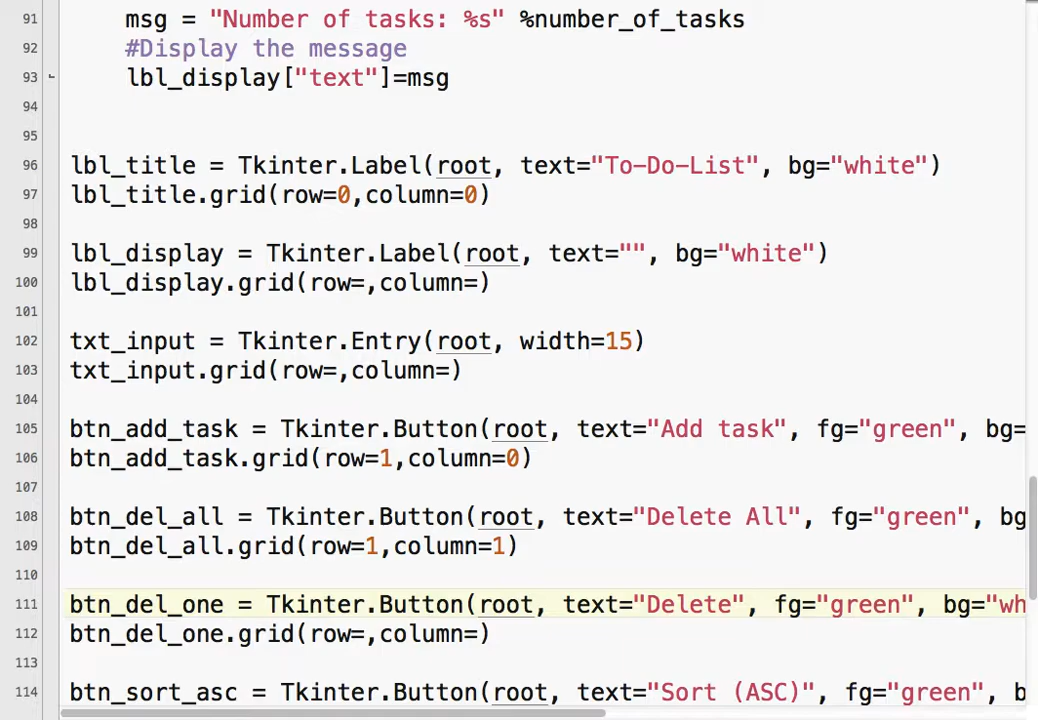 91 msg = "Number of tasks: %s" %number_of_tasks
92 #Display the message
93 lbl_display["text"]=msg
94
95
96 lbl_title = Tkinter.Label(root, text="To-Do-List", bg="white")
97 lbl_title.grid(row=0,column=0)
98
99 lbl_display = Tkinter.Label(root, text="", bg="white")
100 lbl_display.grid(row=,column=)
101
102 txt_input = Tkinter.Entry(root, width=15)
103 txt_input.grid(row=,column=)
104
105 btn_add_task = Tkinter.Button(root, text="Add task", fg="green", bg=
106 btn_add_task.grid(row=1,column=0)
107
108 btn_del_all = Tkinter.Button(root, text="Delete All", fg="green", bg
109 btn_del_all.grid(row=1,column=1)
110
111 btn_del_one = Tkinter.Button(root, text="Delete", fg="green", bg="wh
112 btn_del_one.grid(row=,column=)
113
114 btn_sort_asc = Tkinter.Button(root, text="Sort (ASC)", fg="green", b